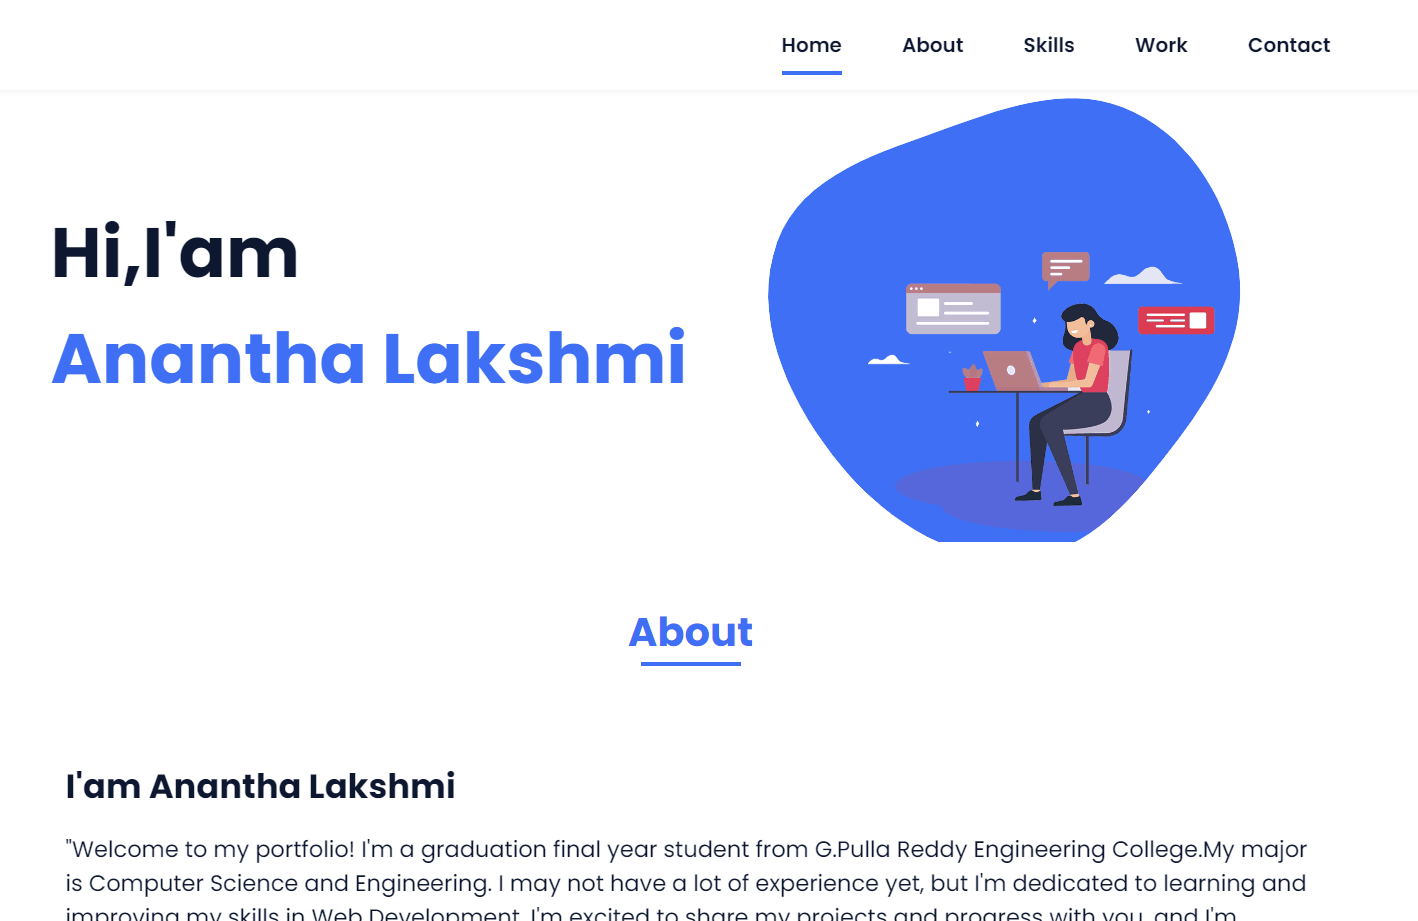 Home About Skills Work Contact
Hi,I'am
Anantha Lakshmi
About
I'am Anantha Lakshmi
"Welcome to my portfolio! I'm a graduation final year student from G.Pulla Reddy Engineering College.My major
is Computer Science and Engineering. I may not have a lot of experience yet, but I'm dedicated to learning and
improving my skills in Web Development. I'm excited to share my projects and progress with you, and I'm